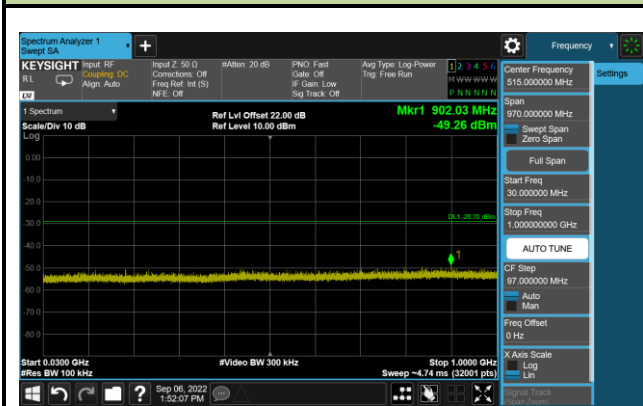 Spectrum Analyzer 1
Swept SA
Frequency
KEYSIGHT
RL
LXI
Input: RF
Coupling: DC
Align: Auto
Input Z: 50 Ω
Corrections: Off
Freq Ref: Int (S)
NFE: Off
#Atten: 20 dB
PNO: Fast
Gate: Off
IF Gain: Low
Sig Track: Off
Avg Type: Log-Power
Trig: Free Run
1 2 3 4 5 6
M W W W W W
P N N N N N
1 Spectrum
Scale/Div 10 dB
Log
Ref Lvl Offset 22.00 dB
Ref Level 10.00 dBm
Mkr1 902.03 MHz
-49.26 dBm
0.00
-10.0
-20.0
-30.0
-40.0
-50.0
-60.0
-70.0
-80.0
DL1 -28.76 dBm
1
Start 0.0300 GHz
#Res BW 100 kHz
#Video BW 300 kHz
Stop 1.0000 GHz
Sweep ~4.74 ms (32001 pts)
Sep 06, 2022
1:52:07 PM
Center Frequency
515.000000 MHz
Span
970.000000 MHz
Swept Span
Zero Span
Full Span
Start Freq
30.000000 MHz
Stop Freq
1.000000000 GHz
AUTO TUNE
CF Step
97.000000 MHz
Auto
Man
Freq Offset
0 Hz
X Axis Scale
Log
Lin
Signal Track
(Span Zoom)
Settings